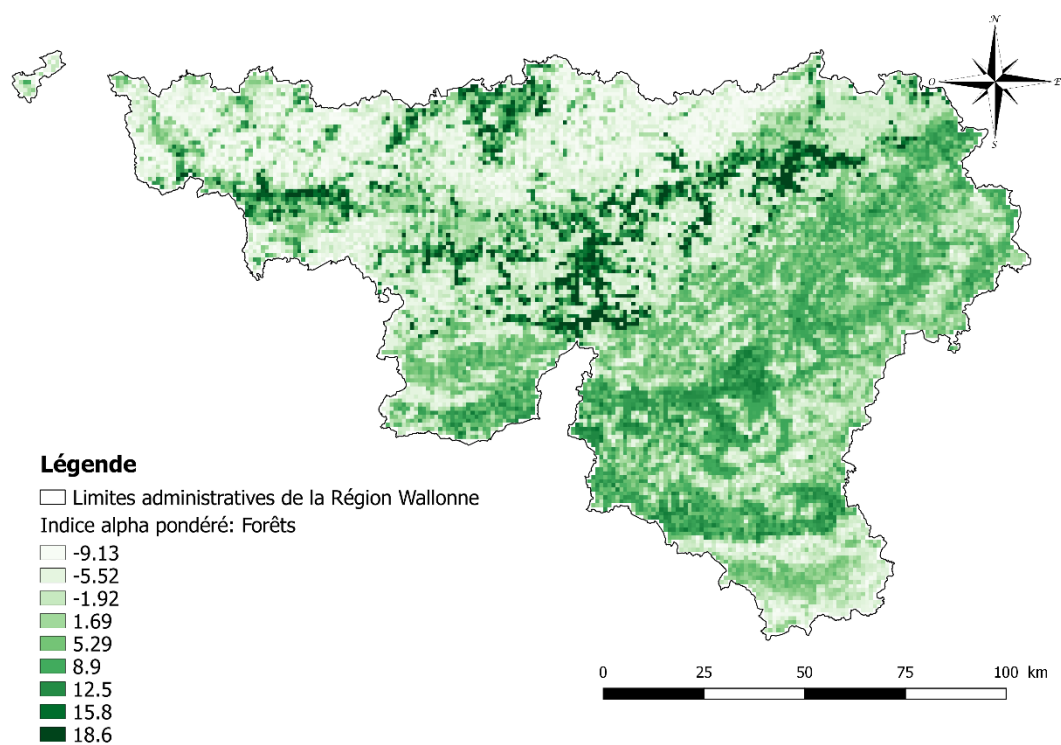 N
O
E
S
Légende
Limites administratives de la Région Wallonne
Indice alpha pondéré: Forêts
-9.13
-5.52
-1.92
1.69
5.29
8.9
12.5
15.8
18.6
0 25 50 75 100 km